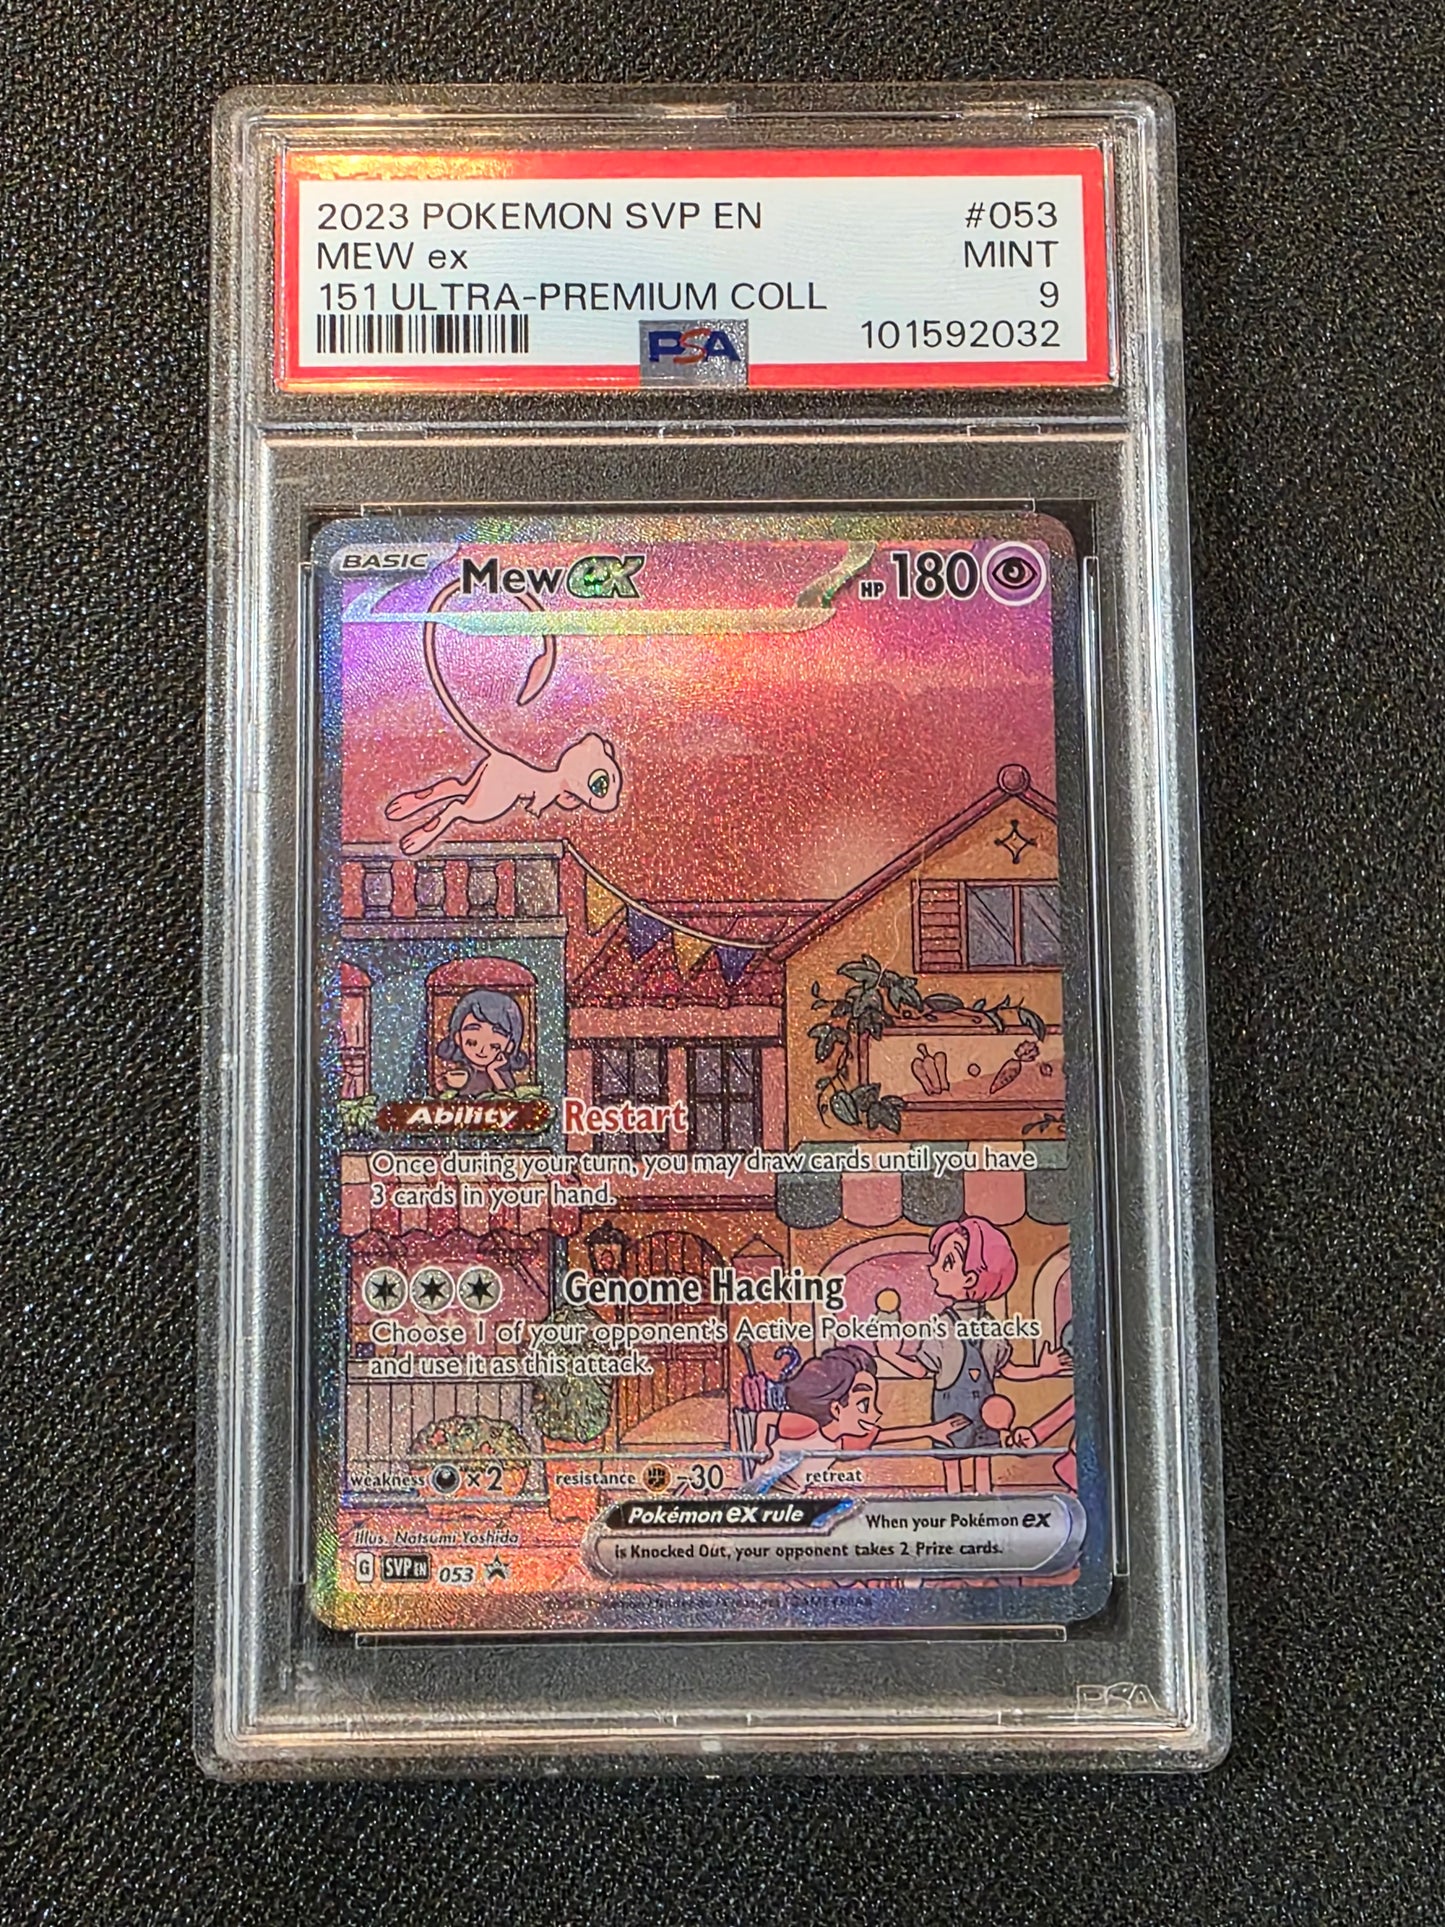 2023 POKEMON SVP EN #053
MEW ex MINT
151 ULTRA-PREMIUM COLL 9
PSA 101592032
BASIC Mew ex HP 180
Ability Restart
Once during your turn, you may draw cards until you have
3 cards in your hand.
Genome Hacking
Choose 1 of your opponent's Active Pokémon's attacks
and use it as this attack.
weakness ×2 resistance -30 retreat
Pokémon ex rule When your Pokémon ex
is Knocked Out, your opponent takes 2 Prize cards.
Illus. Natsumi Yoshida
G SVP EN 053
PSA